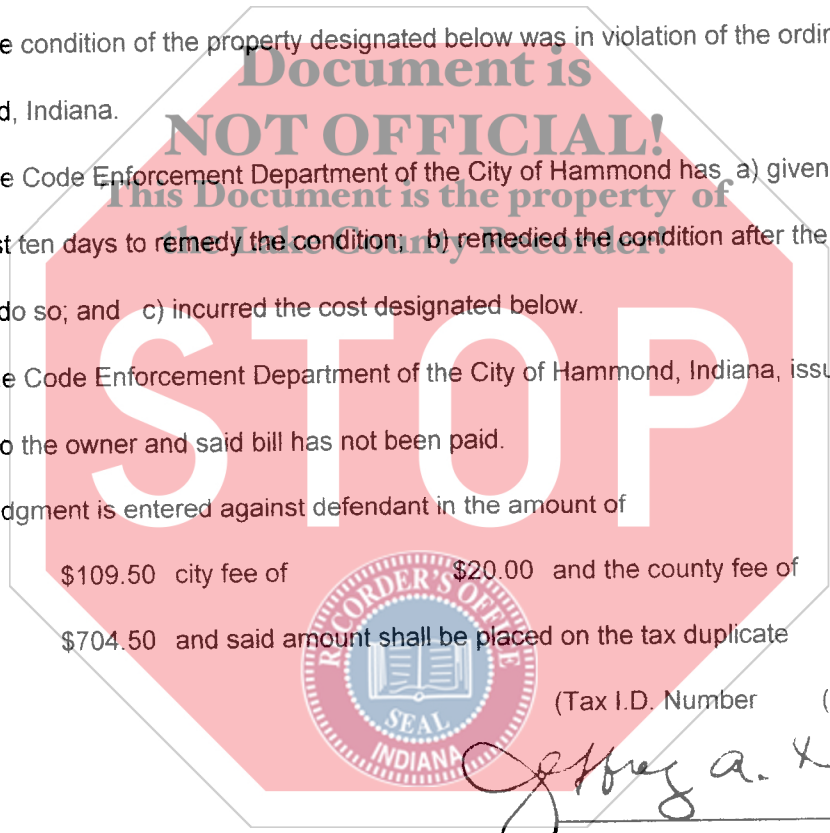 e condition of the property designated below was in violation of the ordin
Document is
d, Indiana.
NOT OFFICIAL!
e Code Enforcement Department of the City of Hammond has a) given
This Document is the property of
st ten days to remedy the condition; b) remedied the condition after the
the Lake County Recorder!
do so; and c) incurred the cost designated below.
STOP
e Code Enforcement Department of the City of Hammond, Indiana, issu
o the owner and said bill has not been paid.
dgment is entered against defendant in the amount of
$109.50 city fee of $20.00 and the county fee of
$704.50 and said amount shall be placed on the tax duplicate
RECORDER'S OFFICE
SEAL
INDIANA
(Tax I.D. Number (
Jeffrey a.